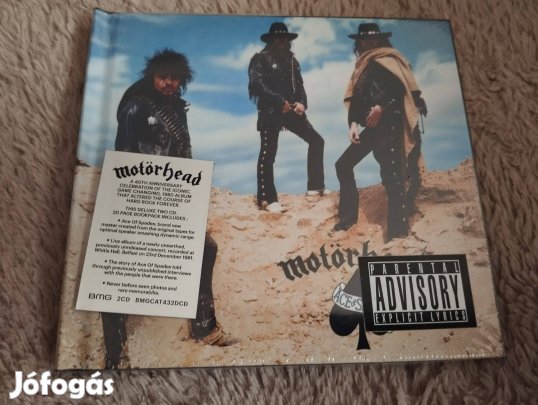 motörhead
A 40TH ANNIVERSARY
CELEBRATION OF THE ICONIC,
GAME CHANGING, 1980 ALBUM
THAT ALTERED THE COURSE OF
HARD ROCK FOREVER.
THIS DELUXE TWO CD,
20 PAGE BOOKPACK INCLUDES:
• Ace Of Spades: brand new
master created from the original tapes for
optimal speaker smashing dynamic range.
• Live album of a newly unearthed,
previously unreleased concert, recorded at
Whitla Hall, Belfast on 23rd December 1981.
• The story of Ace Of Spades told
through previously unpublished interviews
with the people that were there.
• Never before seen photos and
rare memorabilia.
BMG 2CD BMGCAT432DCD
motörhe
ACE OF S
PARENTAL
ADVISORY
EXPLICIT LYRICS
Jófogás